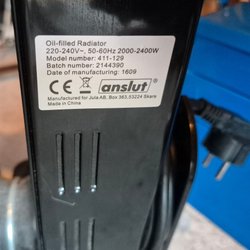 Oil-filled Radiator
220-240V~, 50-60Hz 2000-2400W
Model number: 411-129
Batch number: 2144390
Date of manufacturing: 1609
CE anslut
Manufactured for Jula AB, Box 363,53224 Skara
Made in China